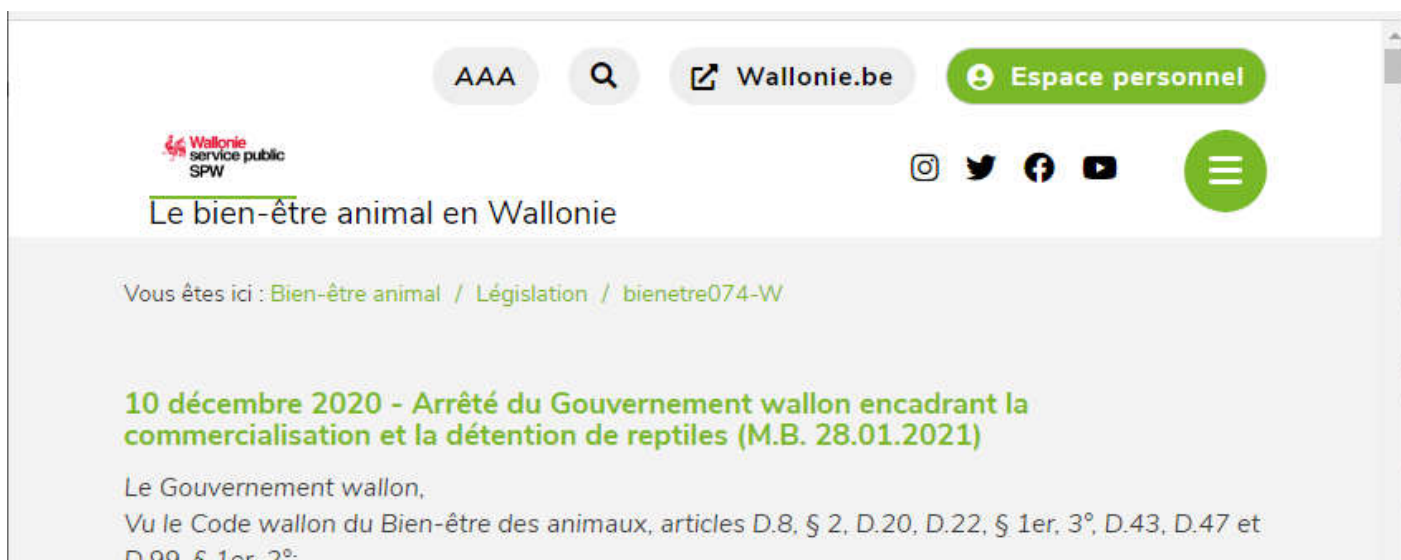 AAA
Wallonie.be
Espace personnel
Wallonie
service public
SPW
Le bien-être animal en Wallonie
Vous êtes ici : Bien-être animal / Législation / bienetre074-W
10 décembre 2020 - Arrêté du Gouvernement wallon encadrant la
commercialisation et la détention de reptiles (M.B. 28.01.2021)
Le Gouvernement wallon,
Vu le Code wallon du Bien-être des animaux, articles D.8, § 2, D.20, D.22, § 1er, 3°, D.43, D.47 et
D.99, § 1er, 2°;